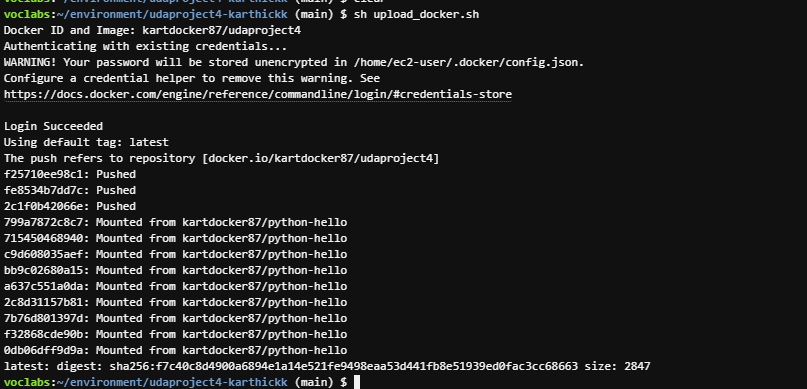 voclabs:~/environment/udaproject4-karthickk (main) $ clear
voclabs:~/environment/udaproject4-karthickk (main) $ sh upload_docker.sh
Docker ID and Image: kartdocker87/udaproject4
Authenticating with existing credentials...
WARNING! Your password will be stored unencrypted in /home/ec2-user/.docker/config.json.
Configure a credential helper to remove this warning. See
https://docs.docker.com/engine/reference/commandline/login/#credentials-store
Login Succeeded
Using default tag: latest
The push refers to repository [docker.io/kartdocker87/udaproject4]
f25710ee98c1: Pushed
fe8534b7dd7c: Pushed
2c1f0b42066e: Pushed
799a7872c8c7: Mounted from kartdocker87/python-hello
715450468940: Mounted from kartdocker87/python-hello
c9d608035aef: Mounted from kartdocker87/python-hello
bb9c02680a15: Mounted from kartdocker87/python-hello
a637c551a0da: Mounted from kartdocker87/python-hello
2c8d31157b81: Mounted from kartdocker87/python-hello
7b76d801397d: Mounted from kartdocker87/python-hello
f32868cde90b: Mounted from kartdocker87/python-hello
0db06dff9d9a: Mounted from kartdocker87/python-hello
latest: digest: sha256:f7c40c8d4900a6894e1a14e521fe9498eaa53d441fb8e51939ed0fac3cc68663 size: 2847
voclabs:~/environment/udaproject4-karthickk (main) $